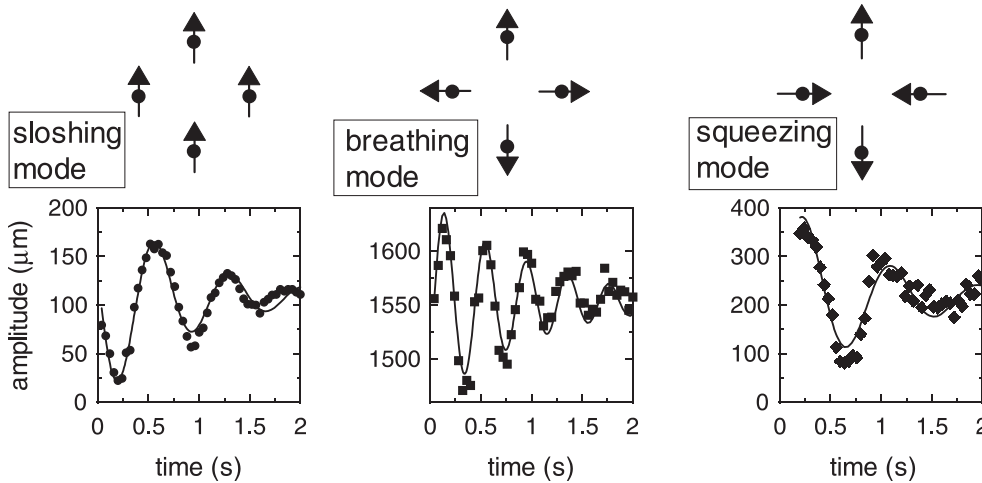 sloshing
mode
breathing
mode
squeezing
mode
amplitude (μm)
200
150
100
50
0
0 0.5 1 1.5 2
time (s)
1600
1550
1500
0 0.5 1 1.5 2
time (s)
400
300
200
100
0
0 0.5 1 1.5 2
time (s)